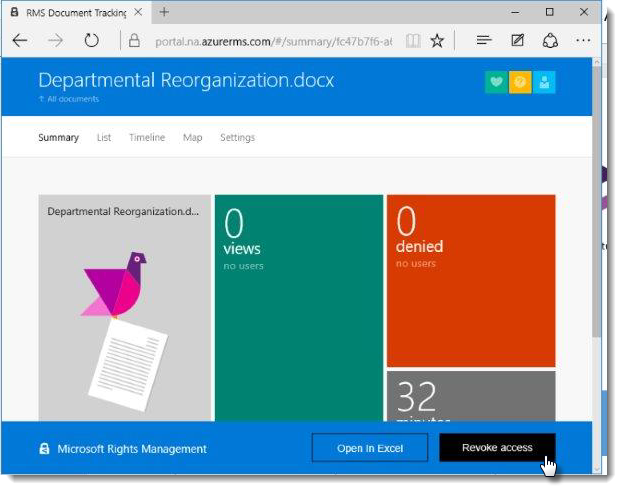 RMS Document Tracking
portal.na.azurerms.com/#/summary/fc47b7f6-a6
Departmental Reorganization.docx
↑ All documents
Summary List Timeline Map Settings
Departmental Reorganization.d...
0
views
no users
0
denied
no users
32
minutes
Microsoft Rights Management
Open in Excel
Revoke access